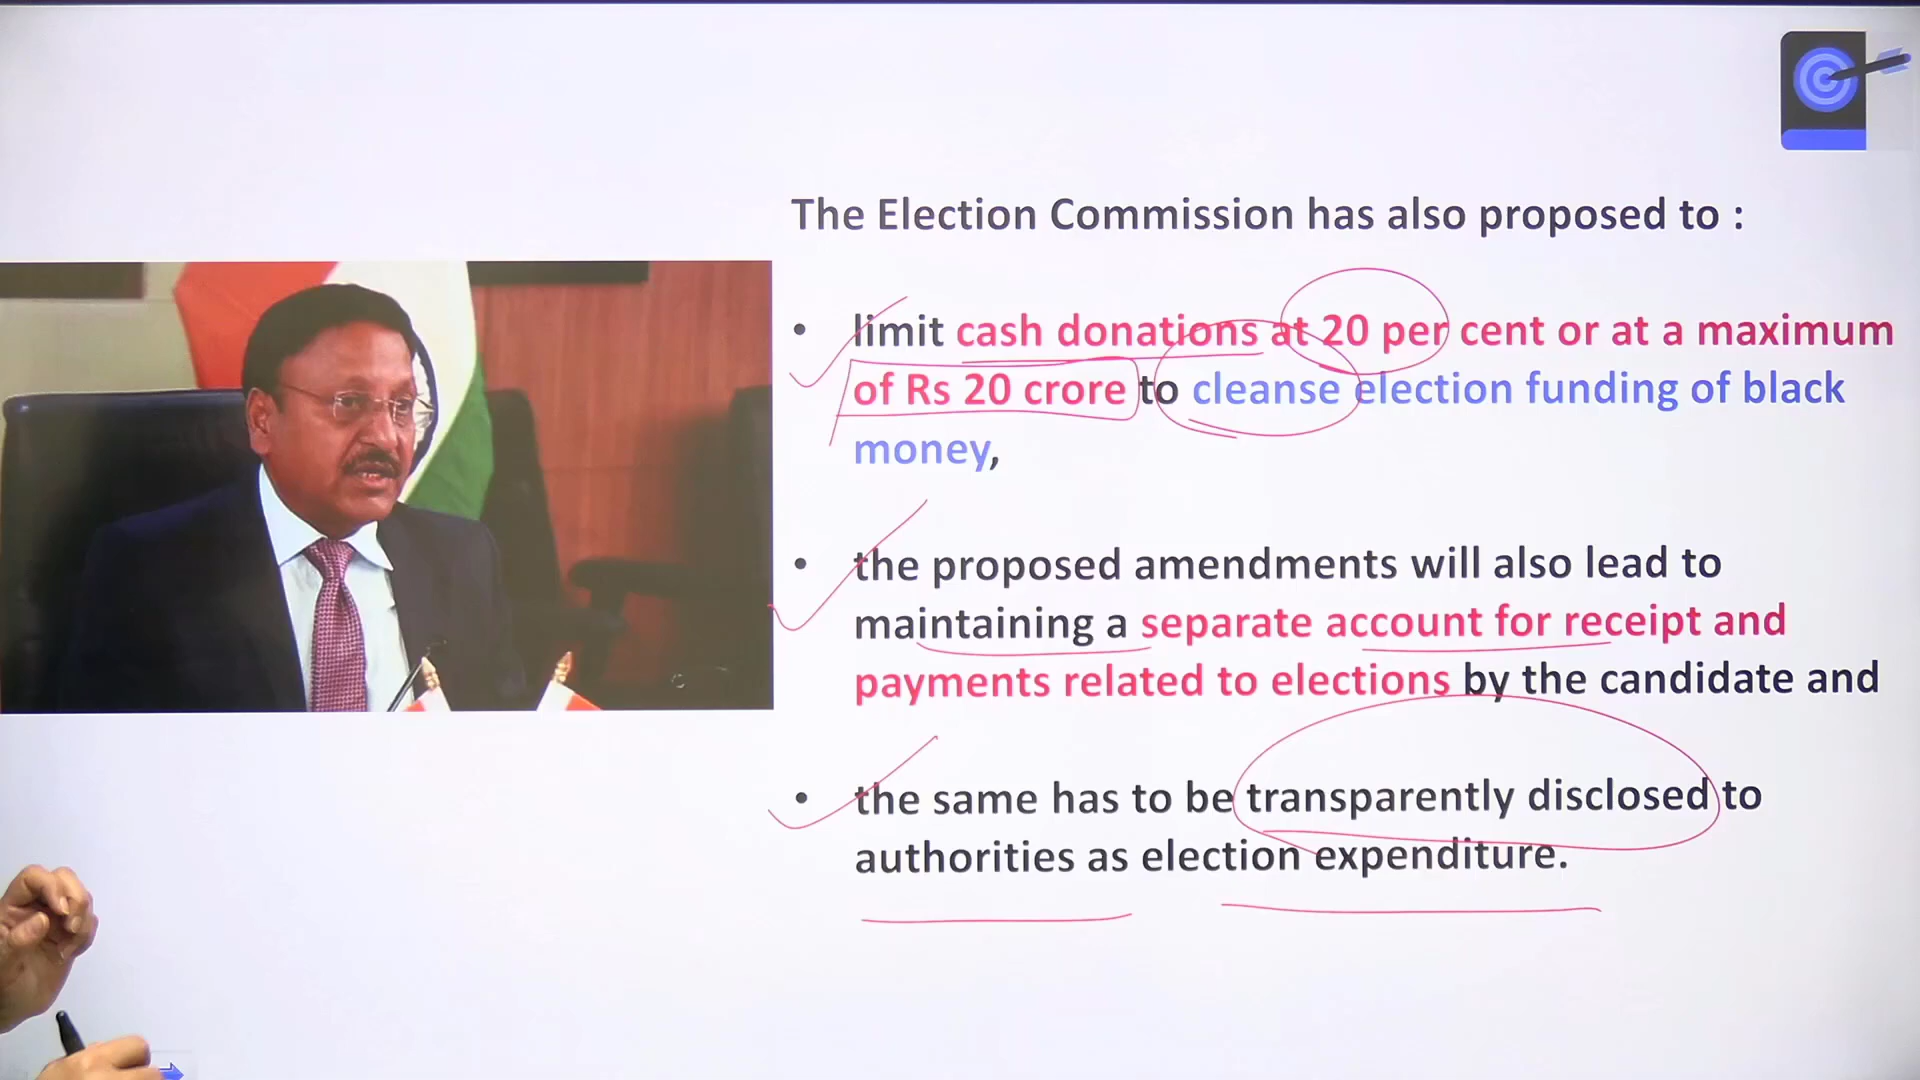 The Election Commission has also proposed to :
• limit cash donations at 20 per cent or at a maximum
of Rs 20 crore to cleanse election funding of black
money,
• the proposed amendments will also lead to
maintaining a separate account for receipt and
payments related to elections by the candidate and
• the same has to be transparently disclosed to
authorities as election expenditure.